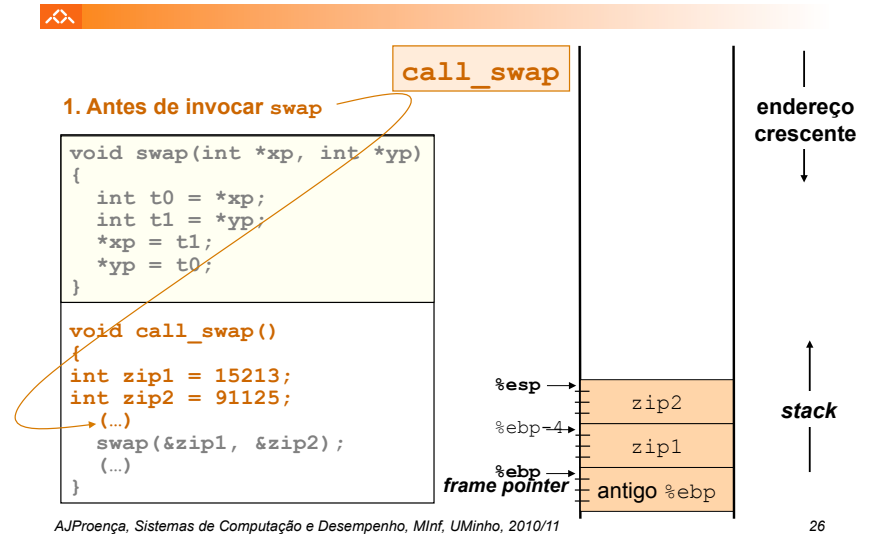 call_swap
1. Antes de invocar swap
endereço
crescente
void swap(int *xp, int *yp)
{
int t0 = *xp;
int t1 = *yp;
*xp = t1;
*yp = t0;
}
void call_swap()
{
int zip1 = 15213;
int zip2 = 91125;
(…)
swap(&zip1, &zip2);
(…)
}
%esp
zip2
%ebp-4
zip1
%ebp
frame pointer
antigo %ebp
stack
AJProença, Sistemas de Computação e Desempenho, MInf, UMinho, 2010/11
26